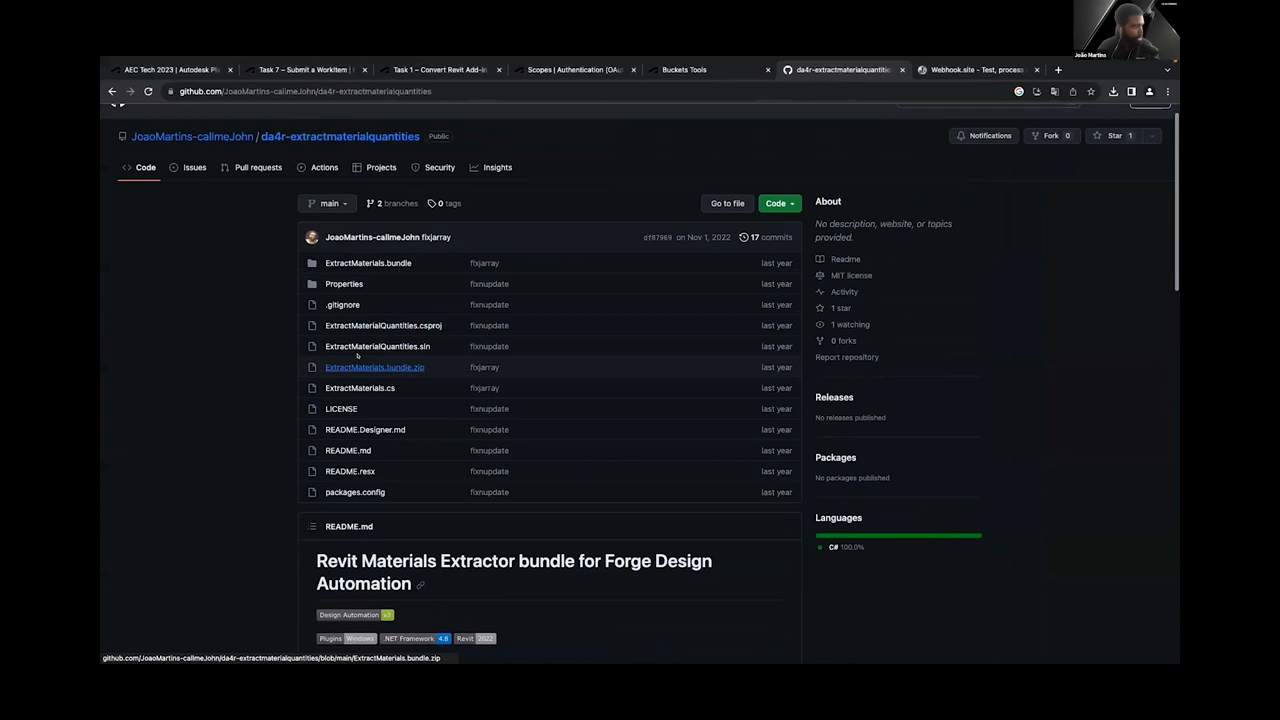 João Martins
AEC Tech 2023 | Autodesk Pl
Task 7 – Submit a WorkItem |
Task 1 – Convert Revit Add-in
Scopes | Authentication (OAu
Buckets Tools
da4r-extractmaterialquantitie
Webhook.site - Test, process
github.com/JoaoMartins-callmeJohn/da4r-extractmaterialquantities
JoaoMartins-callmeJohn / da4r-extractmaterialquantities Public
Notifications Fork 0 Star 1
Code Issues Pull requests Actions Projects Security Insights
main 2 branches 0 tags Go to file Code
JoaoMartins-callmeJohn fixjarray df87969 on Nov 1, 2022 17 commits
ExtractMaterials.bundle fixjarray last year
Properties fixnupdate last year
.gitignore fixnupdate last year
ExtractMaterialQuantities.csproj fixnupdate last year
ExtractMaterialQuantities.sln fixnupdate last year
ExtractMaterials.bundle.zip fixjarray last year
ExtractMaterials.cs fixjarray last year
LICENSE fixnupdate last year
README.Designer.md fixnupdate last year
README.md fixnupdate last year
README.resx fixnupdate last year
packages.config fixnupdate last year
About
No description, website, or topics
provided.
Readme
MIT license
Activity
1 star
1 watching
0 forks
Report repository
Releases
No releases published
Packages
No packages published
Languages
C# 100.0%
README.md
Revit Materials Extractor bundle for Forge Design
Automation
Design Automation v3
Plugins Windows .NET Framework 4.8 Revit 2022
github.com/JoaoMartins-callmeJohn/da4r-extractmaterialquantities/blob/main/ExtractMaterials.bundle.zip